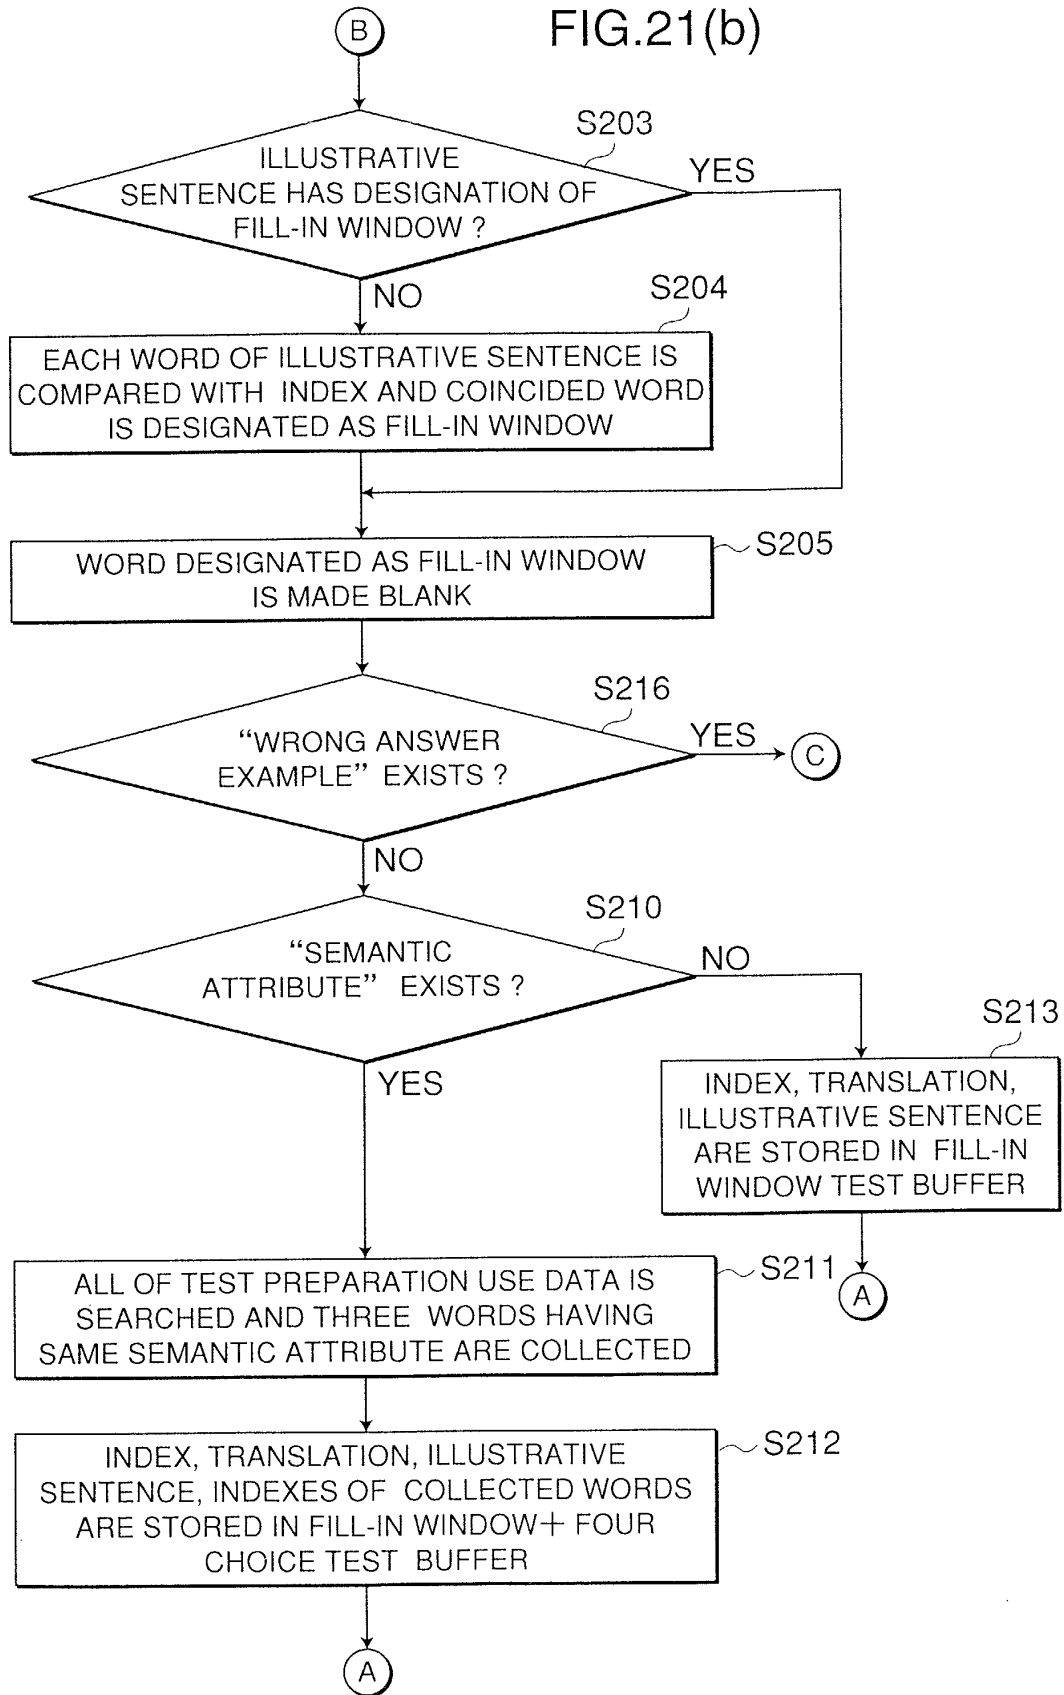 FIG.21(b)
B
S203
ILLUSTRATIVE
SENTENCE HAS DESIGNATION OF
FILL-IN WINDOW ?
YES
NO
S204
EACH WORD OF ILLUSTRATIVE SENTENCE IS
COMPARED WITH INDEX AND COINCIDED WORD
IS DESIGNATED AS FILL-IN WINDOW
S205
WORD DESIGNATED AS FILL-IN WINDOW
IS MADE BLANK
S216
“WRONG ANSWER
EXAMPLE” EXISTS ?
YES
C
NO
S210
“SEMANTIC
ATTRIBUTE” EXISTS ?
NO
YES
S213
INDEX, TRANSLATION,
ILLUSTRATIVE SENTENCE
ARE STORED IN FILL-IN
WINDOW TEST BUFFER
A
S211
ALL OF TEST PREPARATION USE DATA IS
SEARCHED AND THREE WORDS HAVING
SAME SEMANTIC ATTRIBUTE ARE COLLECTED
S212
INDEX, TRANSLATION, ILLUSTRATIVE
SENTENCE, INDEXES OF COLLECTED WORDS
ARE STORED IN FILL-IN WINDOW+ FOUR
CHOICE TEST BUFFER
A